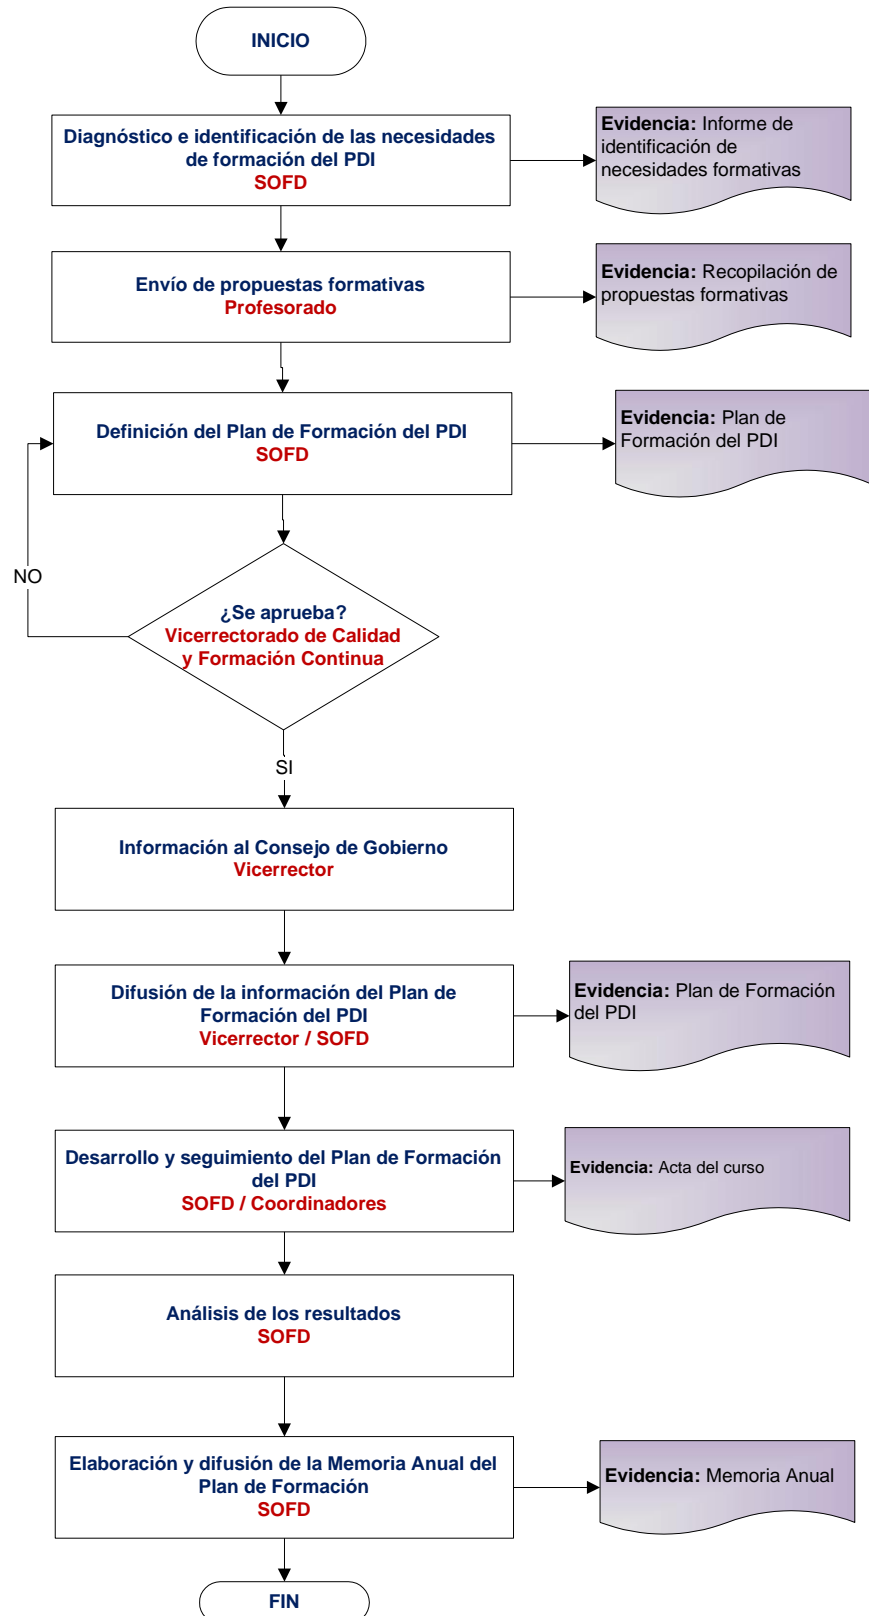 INICIO
Diagnóstico e identificación de las necesidades
de formación del PDI
SOFD
Evidencia: Informe de
identificación de
necesidades formativas
Envío de propuestas formativas
Profesorado
Evidencia: Recopilación de
propuestas formativas
Definición del Plan de Formación del PDI
SOFD
Evidencia: Plan de
Formación del PDI
NO
¿Se aprueba?
Vicerrectorado de Calidad
y Formación Continua
SI
Información al Consejo de Gobierno
Vicerrector
Difusión de la información del Plan de
Formación del PDI
Vicerrector / SOFD
Evidencia: Plan de Formación
del PDI
Desarrollo y seguimiento del Plan de Formación
del PDI
SOFD / Coordinadores
Evidencia: Acta del curso
Análisis de los resultados
SOFD
Elaboración y difusión de la Memoria Anual del
Plan de Formación
SOFD
Evidencia: Memoria Anual
FIN